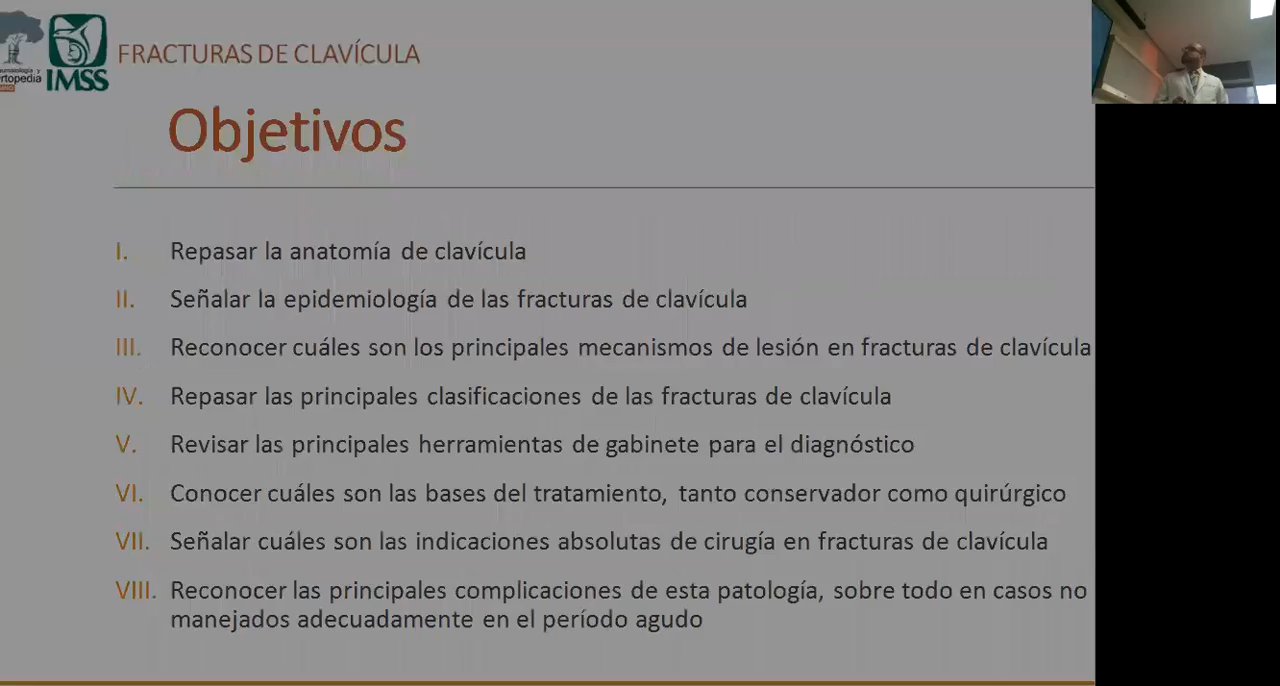 IMSS
FRACTURAS DE CLAVÍCULA
Objetivos
I. Repasar la anatomía de clavícula
II. Señalar la epidemiología de las fracturas de clavícula
III. Reconocer cuáles son los principales mecanismos de lesión en fracturas de clavícula
IV. Repasar las principales clasificaciones de las fracturas de clavícula
V. Revisar las principales herramientas de gabinete para el diagnóstico
VI. Conocer cuáles son las bases del tratamiento, tanto conservador como quirúrgico
VII. Señalar cuáles son las indicaciones absolutas de cirugía en fracturas de clavícula
VIII. Reconocer las principales complicaciones de esta patología, sobre todo en casos no
manejados adecuadamente en el período agudo